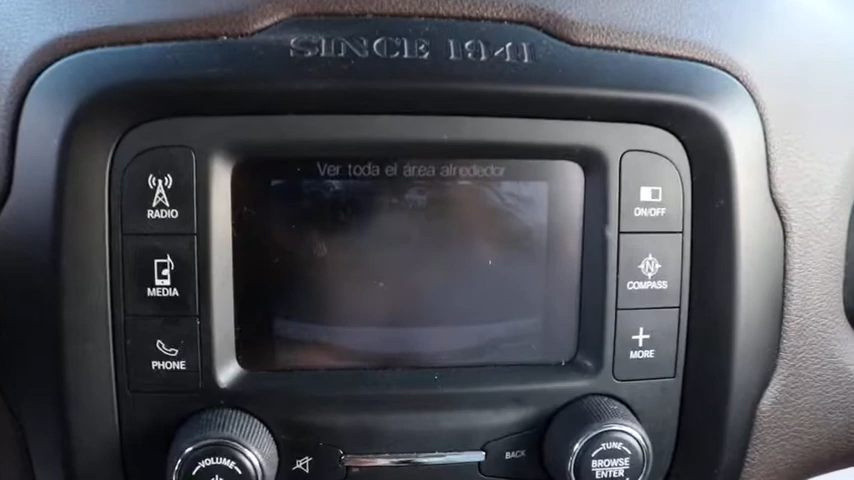 SINCE 1941
Ver toda el área alrededor
RADIO
MEDIA
PHONE
ON/OFF
N
COMPASS
MORE
VOLUME
BACK
TUNE
BROWSE
ENTER